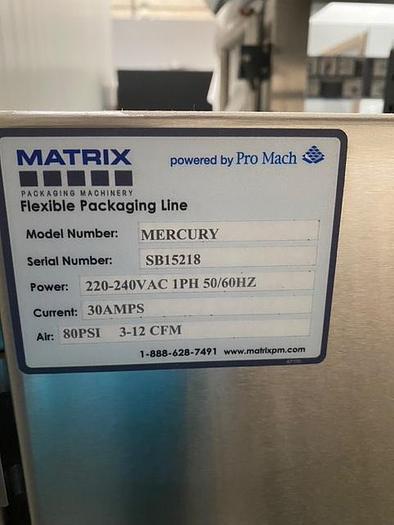 MATRIX
PACKAGING MACHINERY
powered by Pro Mach
Flexible Packaging Line
Model Number: MERCURY
Serial Number: SB15218
Power: 220-240VAC 1PH 50/60HZ
Current: 30AMPS
Air: 80PSI 3-12 CFM
1-888-628-7491 www.matrixpm.com